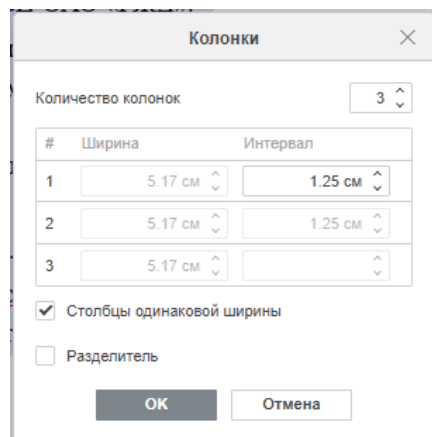 Колонки
Количество колонок 3
# Ширина Интервал
1 5.17 см 1.25 см
2 5.17 см 1.25 см
3 5.17 см
Столбцы одинаковой ширины
Разделитель
OK Отмена